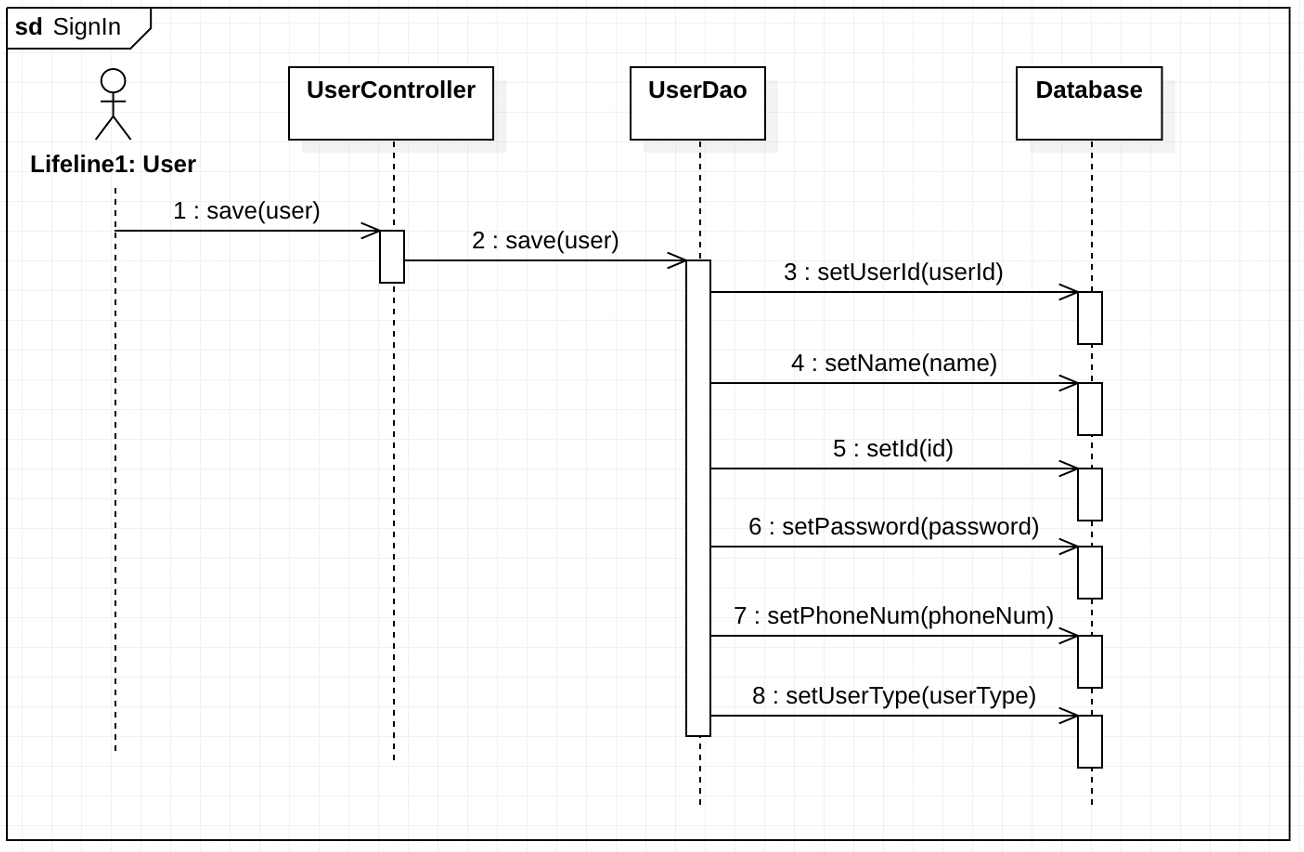 sd SignIn
UserController
UserDao
Database
Lifeline1: User
1 : save(user)
2 : save(user)
3 : setUserId(userId)
4 : setName(name)
5 : setId(id)
6 : setPassword(password)
7 : setPhoneNum(phoneNum)
8 : setUserType(userType)